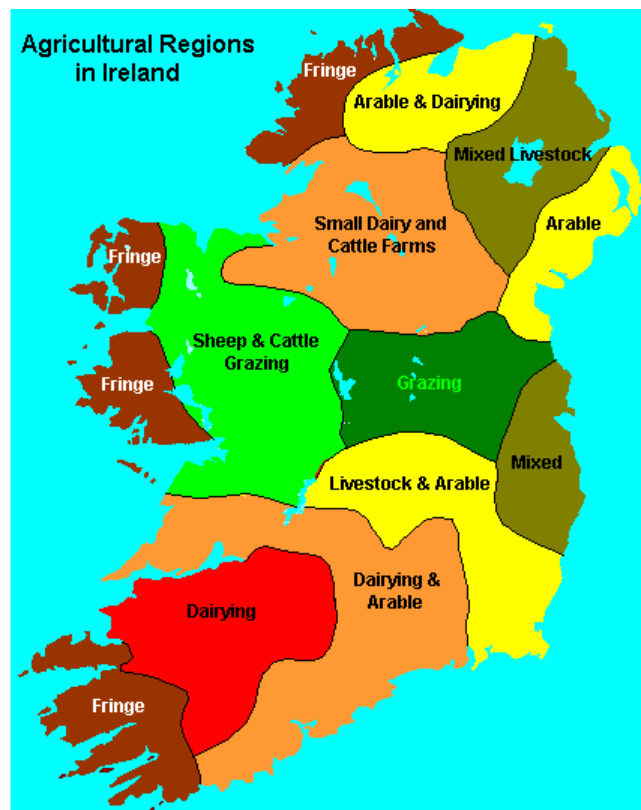 Agricultural Regions
in Ireland
Fringe
Arable & Dairying
Mixed Livestock
Small Dairy and
Cattle Farms
Arable
Fringe
Sheep & Cattle
Grazing
Fringe
Grazing
Mixed
Livestock & Arable
Dairying &
Arable
Dairying
Fringe